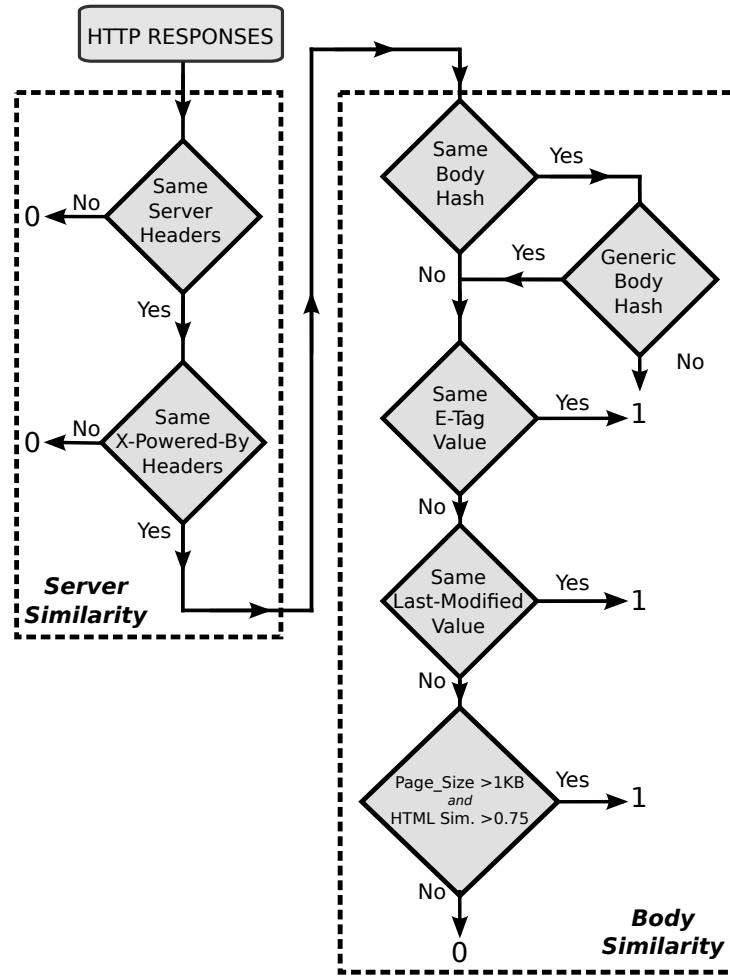 HTTP RESPONSES
Same
Server
Headers
No
0
Yes
Same
X-Powered-By
Headers
No
0
Yes
Server
Similarity
Same
Body
Hash
Yes
Generic
Body
Hash
Yes
No
No
1
Same
E-Tag
Value
Yes
No
Same
Last-Modified
Value
Yes
1
No
Page_Size >1KB
and
HTML Sim. >0.75
Yes
1
No
0
Body
Similarity